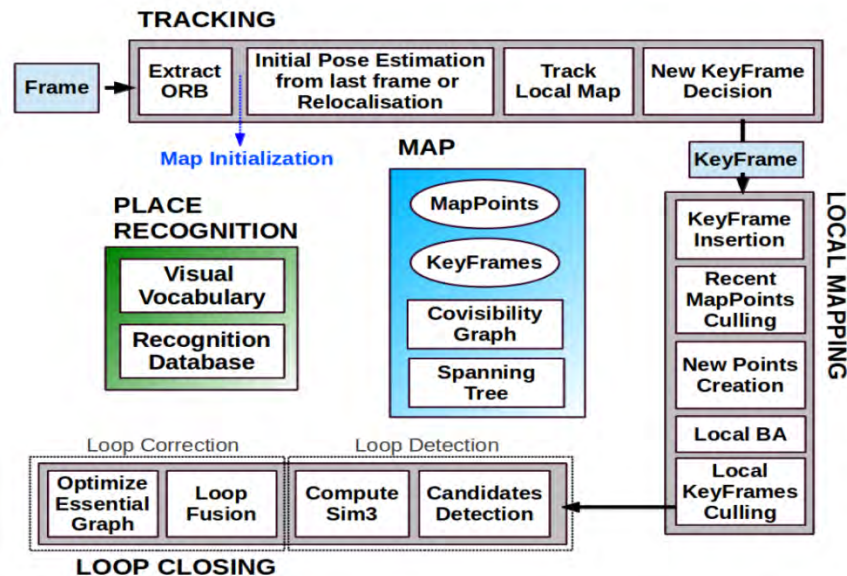 TRACKING
Frame
Extract
ORB
Initial Pose Estimation
from last frame or
Relocalisation
Track
Local Map
New KeyFrame
Decision
Map Initialization
KeyFrame
MAP
MapPoints
KeyFrames
Covisibility
Graph
Spanning
Tree
PLACE
RECOGNITION
Visual
Vocabulary
Recognition
Database
LOCAL MAPPING
KeyFrame
Insertion
Recent
MapPoints
Culling
New Points
Creation
Local BA
Local
KeyFrames
Culling
Loop Correction
Loop Detection
Optimize
Essential
Graph
Loop
Fusion
Compute
Sim3
Candidates
Detection
LOOP CLOSING